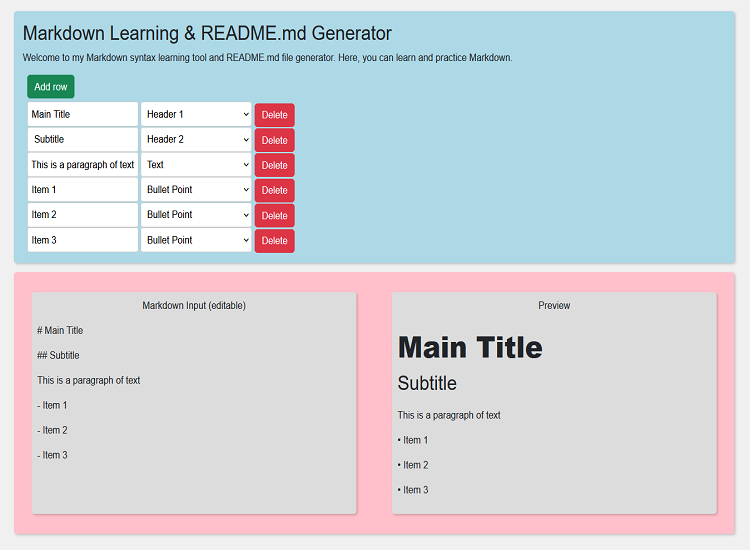 Markdown Learning & README.md Generator
Welcome to my Markdown syntax learning tool and README.md file generator. Here, you can learn and practice Markdown.
Add row
Main Title Header 1 Delete
Subtitle Header 2 Delete
This is a paragraph of text Text Delete
Item 1 Bullet Point Delete
Item 2 Bullet Point Delete
Item 3 Bullet Point Delete
Markdown Input (editable)
# Main Title
## Subtitle
This is a paragraph of text
- Item 1
- Item 2
- Item 3
Preview
Main Title
Subtitle
This is a paragraph of text
• Item 1
• Item 2
• Item 3